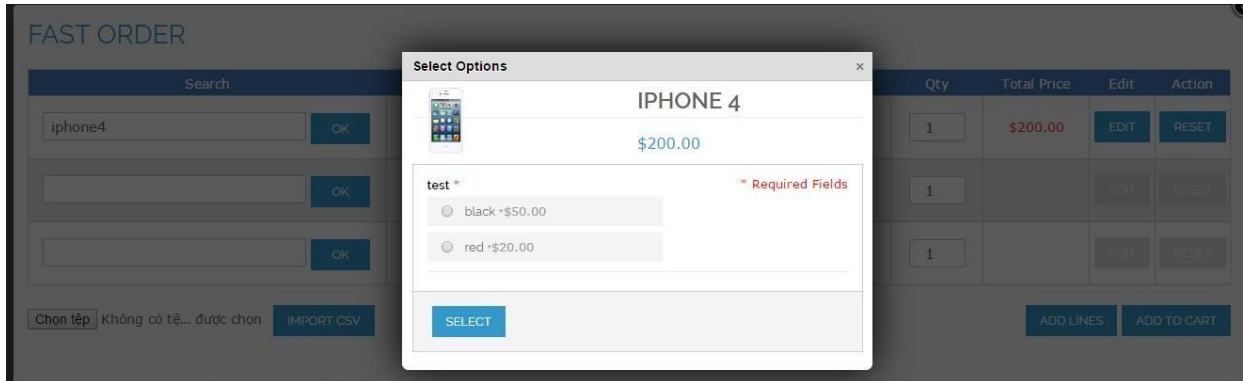 FAST ORDER
Search Qty Total Price Edit Action
iphone4 OK 1 $200.00 EDIT RESET
OK 1 EDIT RESET
OK 1 EDIT RESET
Chọn tệp Không có tệ... được chọn IMPORT CSV ADD LINES ADD TO CART
Select Options ×
IPHONE 4
$200.00
test * * Required Fields
black +$50.00
red +$20.00
SELECT